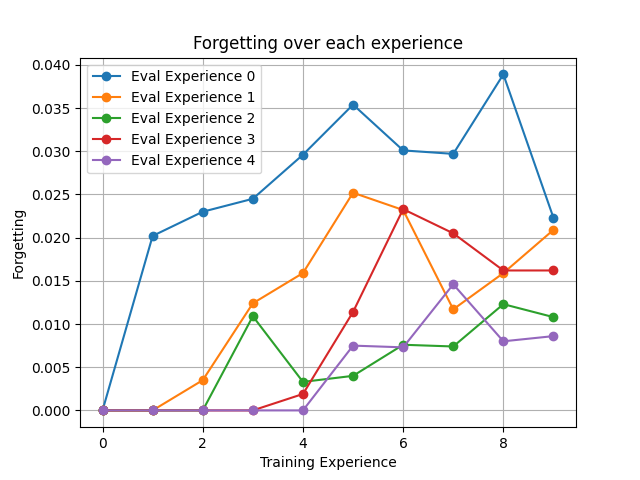 Forgetting over each experience
Eval Experience 0
Eval Experience 1
Eval Experience 2
Eval Experience 3
Eval Experience 4
0.040
0.035
0.030
0.025
0.020
0.015
0.010
0.005
0.000
Forgetting
0 2 4 6 8
Training Experience